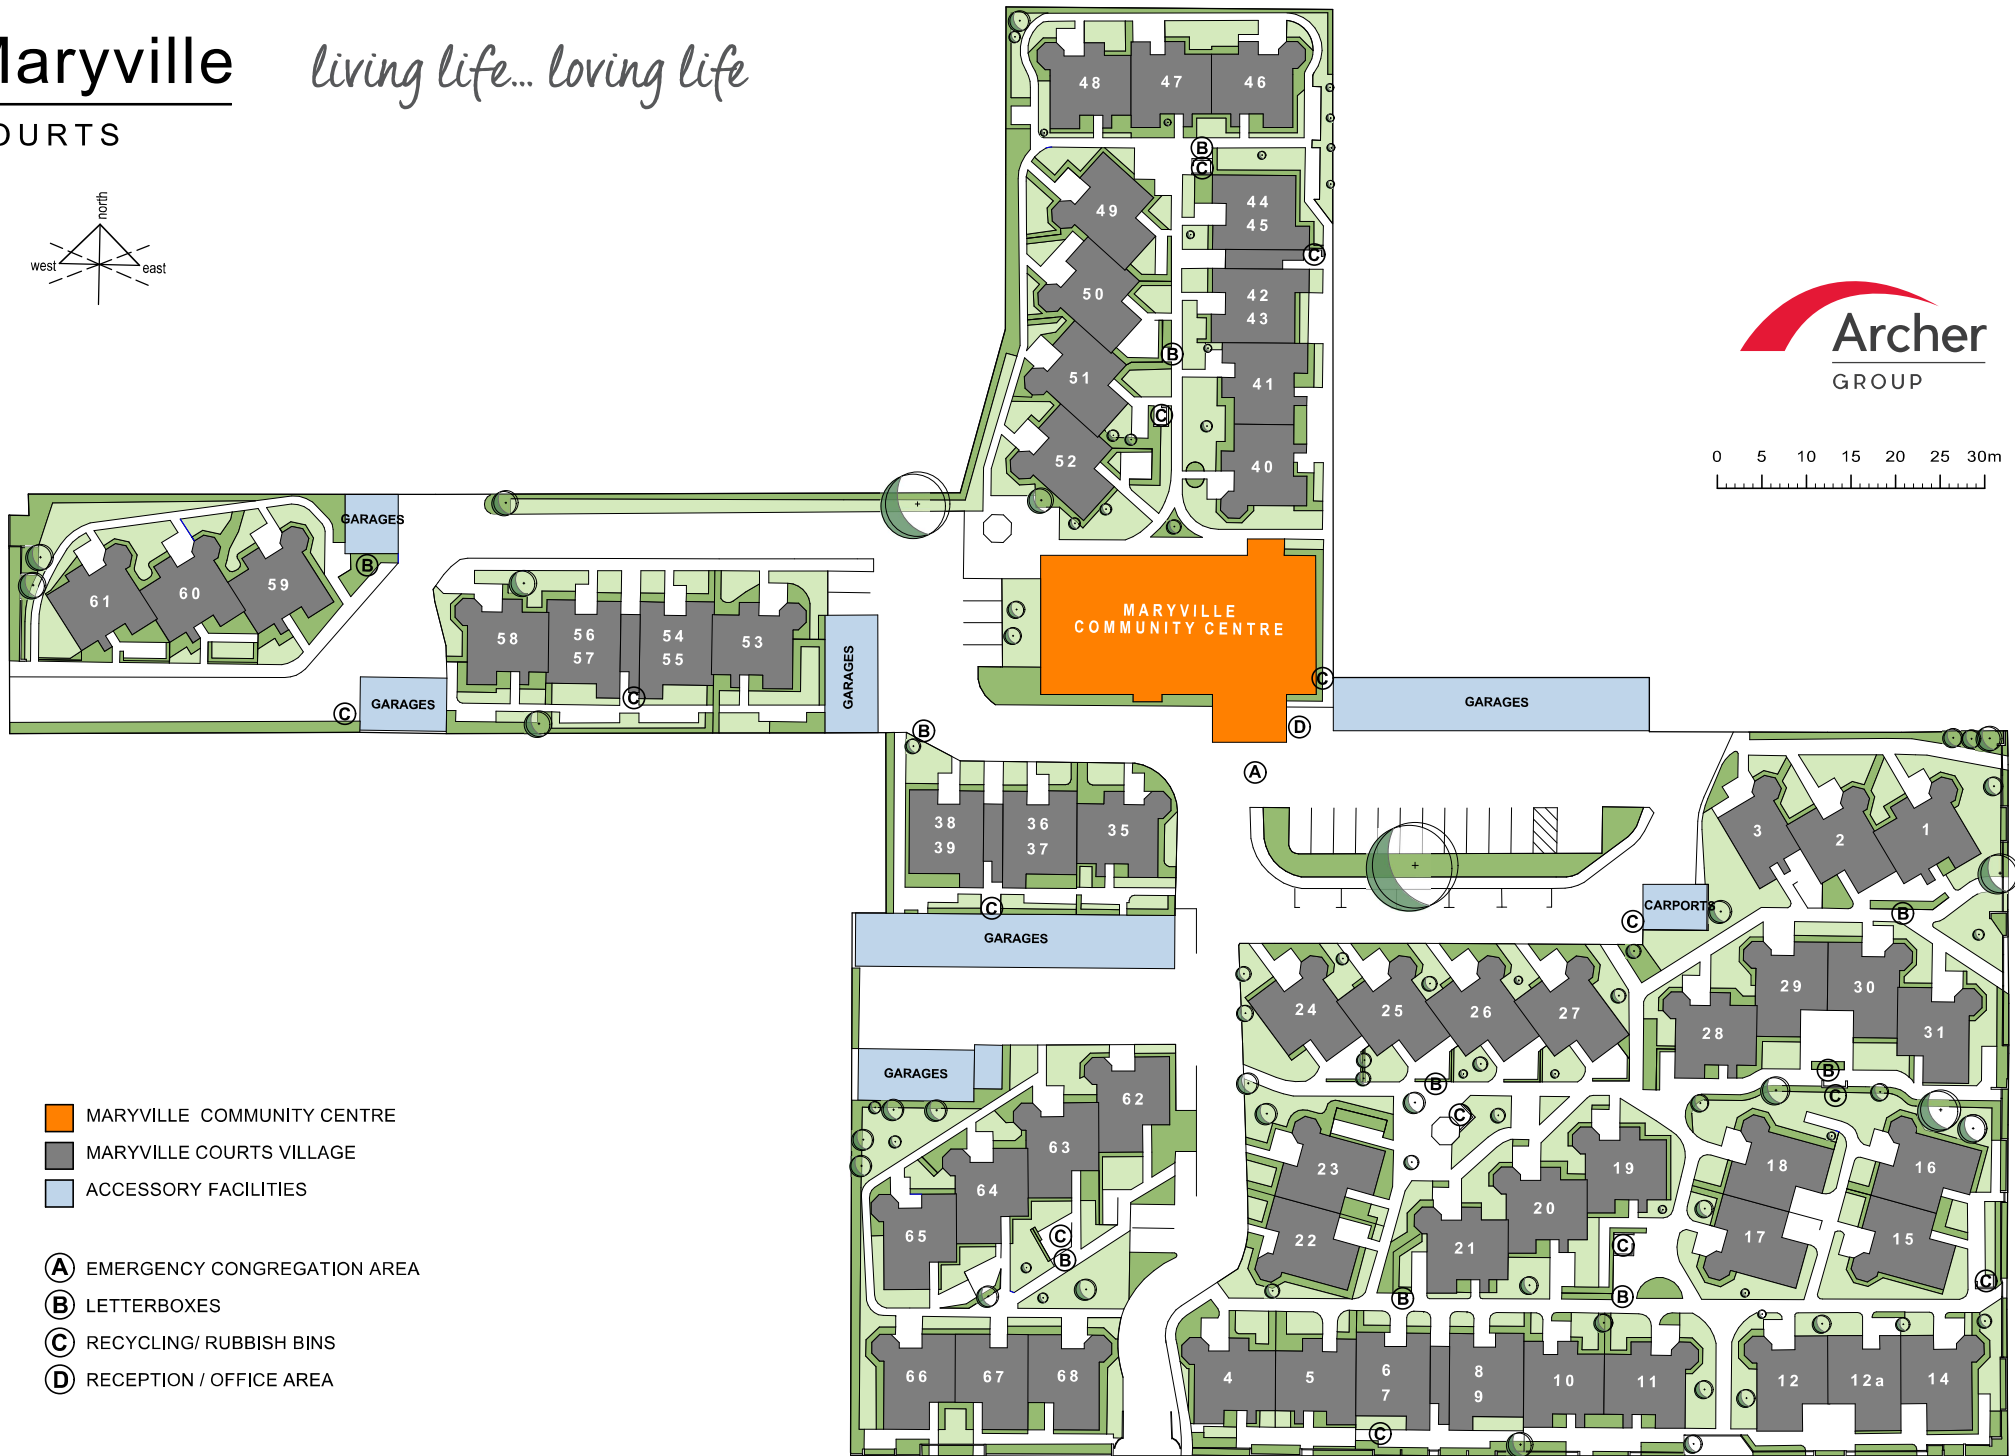 Maryville
COURTS
living life... loving life
north
west
east
Archer
GROUP
0 5 10 15 20 25 30m
48 47 46
B
C
49
44
45
C
50
42
43
B
51
41
C
52
40
GARAGES
B
61 60 59
58
56
57
54
55
53
C
GARAGES
C
GARAGES
MARYVILLE
COMMUNITY CENTRE
C
GARAGES
D
B
A
38
39
36
37
35
C
GARAGES
3 2 1
CARPORTS
C
B
24 25 26 27
28 29 30 31
B
B
C
C
GARAGES
62
63
64
65
C
B
23
22
19
20
21
C
B
B
18
17
16
15
C
66 67 68
4 5
6
7
8
9
10 11
12 12a 14
C
MARYVILLE COMMUNITY CENTRE
MARYVILLE COURTS VILLAGE
ACCESSORY FACILITIES
A EMERGENCY CONGREGATION AREA
B LETTERBOXES
C RECYCLING/ RUBBISH BINS
D RECEPTION / OFFICE AREA